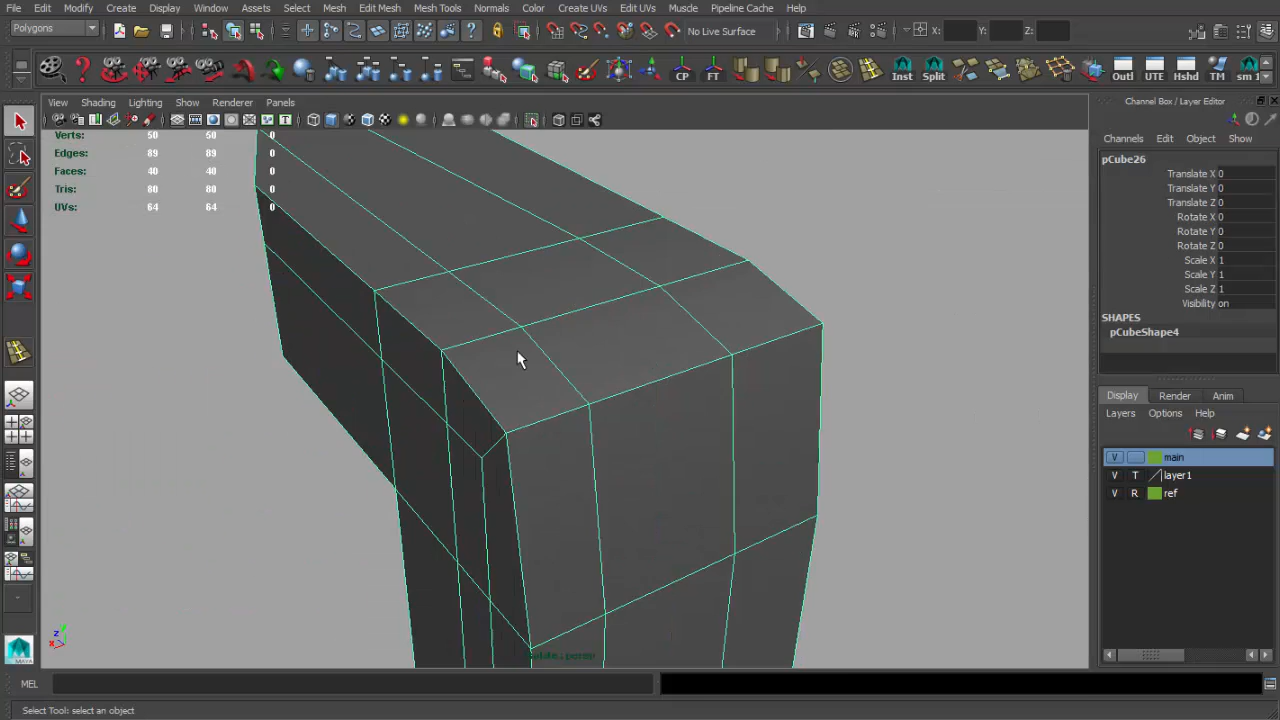 File Edit Modify Create Display Window Assets Select Mesh Edit Mesh Mesh Tools Normals Color Create UVs Edit UVs Muscle Pipeline Cache Help
Polygons No Live Surface X: Y: Z:
CP FT Inst Split Outl UTE Hshd TM sm 1
View Shading Lighting Show Renderer Panels Channel Box / Layer Editor
Verts: 50 50 0
Edges: 89 89 0
Faces: 40 40 0
Tris: 80 80 0
UVs: 64 64 0
Channels Edit Object Show
pCube26
Translate X 0
Translate Y 0
Translate Z 0
Rotate X 0
Rotate Y 0
Rotate Z 0
Scale X 1
Scale Y 1
Scale Z 1
Visibility on
SHAPES
pCubeShape4
Display Render Anim
Layers Options Help
V main
V T layer1
V R ref
z
x
MEL
Select Tool: select an object